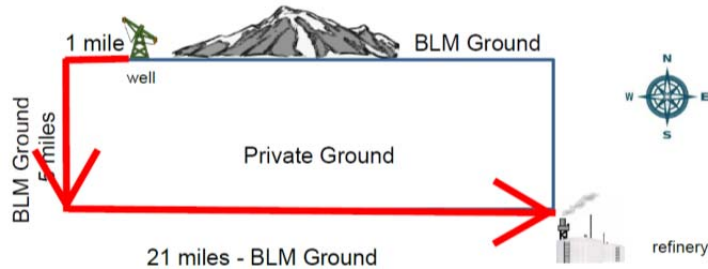 1 mile
BLM Ground
well
N
W
E
S
BLM Ground
5 miles
Private Ground
21 miles - BLM Ground
refinery